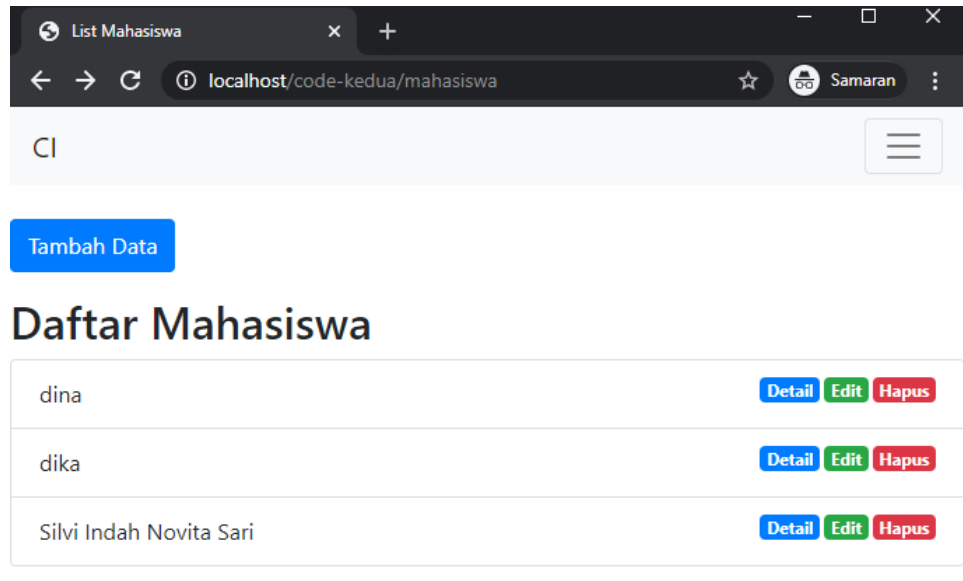 List Mahasiswa
localhost/code-kedua/mahasiswa
Samaran
CI
Tambah Data
Daftar Mahasiswa
dina Detail Edit Hapus
dika Detail Edit Hapus
Silvi Indah Novita Sari Detail Edit Hapus